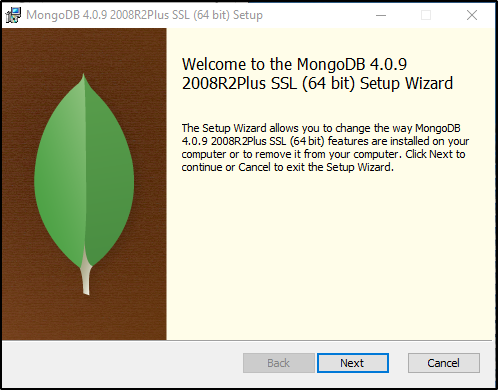 MongoDB 4.0.9 2008R2Plus SSL (64 bit) Setup
Welcome to the MongoDB 4.0.9
2008R2Plus SSL (64 bit) Setup Wizard
The Setup Wizard allows you to change the way MongoDB
4.0.9 2008R2Plus SSL (64 bit) features are installed on your
computer or to remove it from your computer. Click Next to
continue or Cancel to exit the Setup Wizard.
Back
Next
Cancel